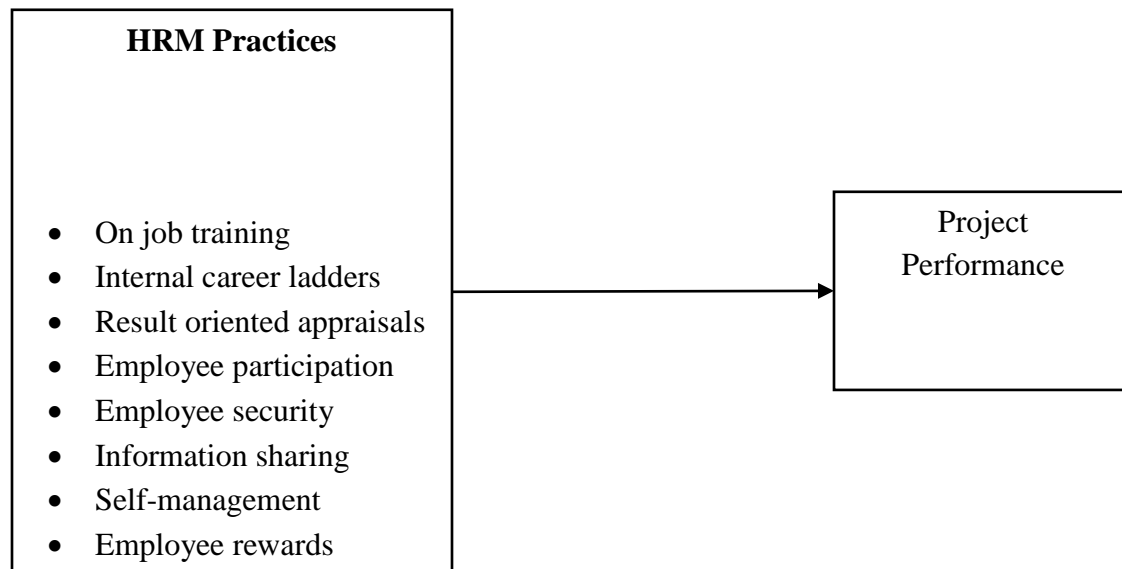 HRM Practices
• On job training
• Internal career ladders
• Result oriented appraisals
• Employee participation
• Employee security
• Information sharing
• Self-management
• Employee rewards
Project
Performance